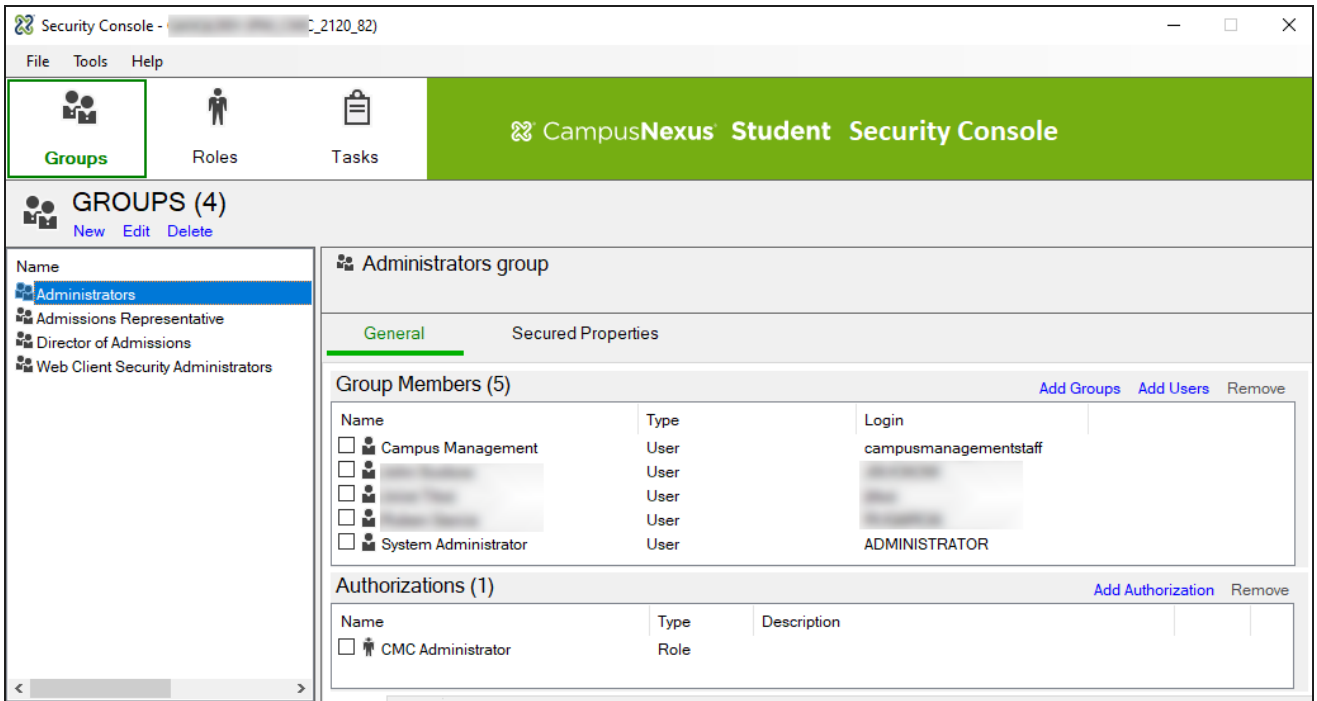 Security Console - C_2120_82)
File Tools Help
Groups Roles Tasks
CampusNexus Student Security Console
GROUPS (4)
New Edit Delete
Name
Administrators
Admissions Representative
Director of Admissions
Web Client Security Administrators
Administrators group
General Secured Properties
Group Members (5) Add Groups Add Users Remove
Name Type Login
Campus Management User campusmanagementstaff
User
User
User
System Administrator User ADMINISTRATOR
Authorizations (1) Add Authorization Remove
Name Type Description
CMC Administrator Role